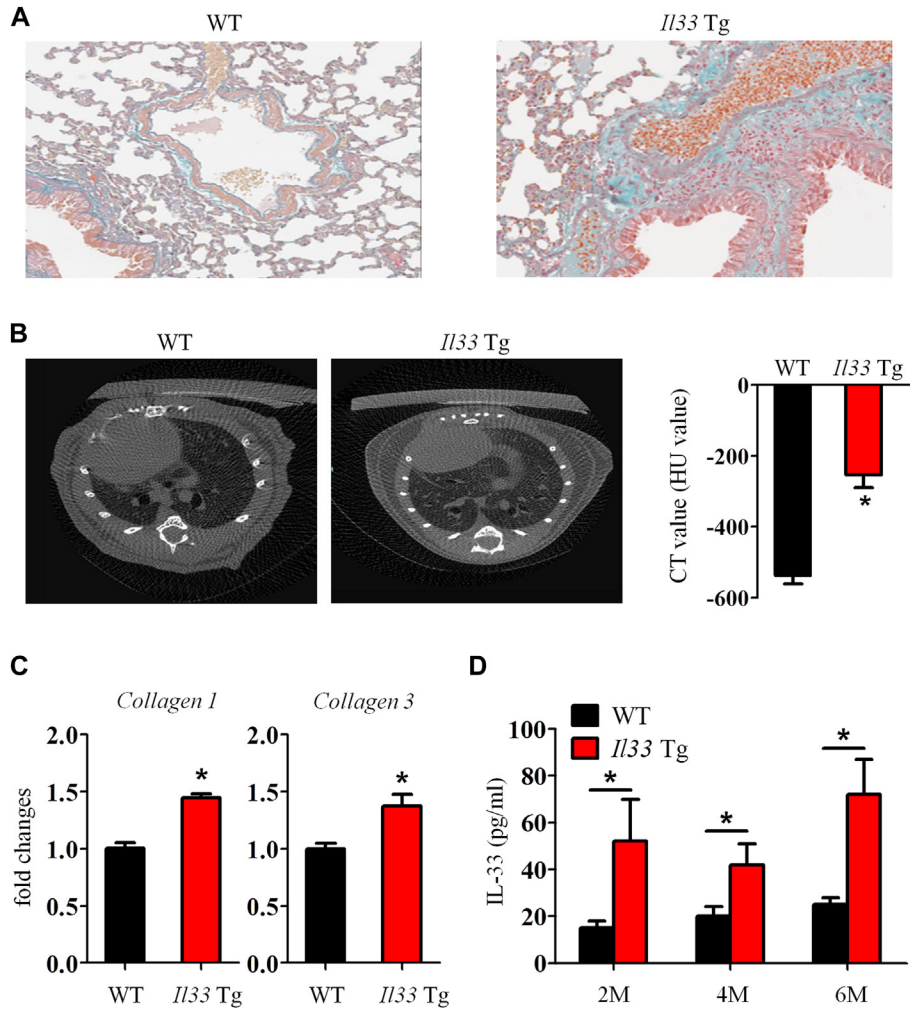 A
WT
Il33 Tg
B
WT
Il33 Tg
WT Il33 Tg
0
-200
-400
-600
CT value (HU value)
*
C
Collagen 1
Collagen 3
fold changes
2.0
1.5
1.0
0.5
0.0
*
WT Il33 Tg
2.0
1.5
1.0
0.5
0.0
*
WT Il33 Tg
D
WT
Il33 Tg
IL-33 (pg/ml)
100
80
60
40
20
0
*
*
*
2M 4M 6M